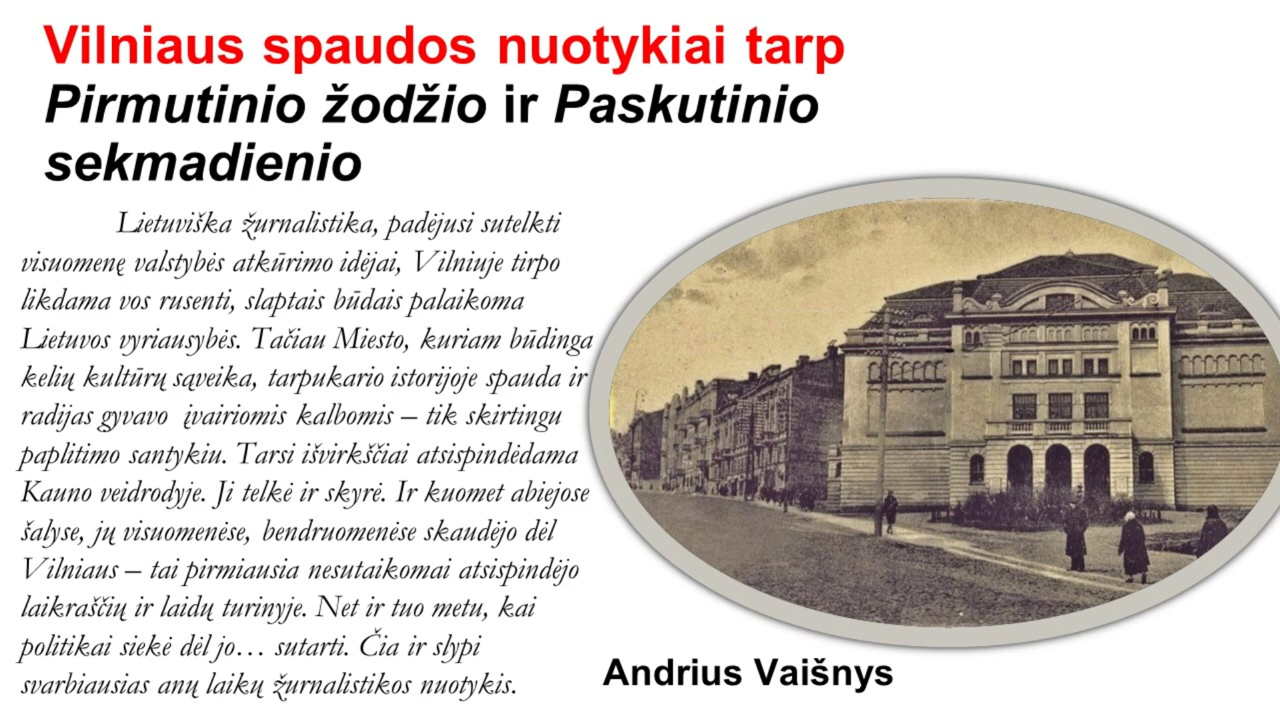 Vilniaus spaudos nuotykiai tarp
Pirmutinio žodžio ir Paskutinio
sekmadienio
Lietuviška žurnalistika, padėjusi sutelkti
visuomenę valstybės atkūrimo idėjai, Vilniuje tirpo
likdama vos rusenti, slaptais būdais palaikoma
Lietuvos vyriausybės. Tačiau Miesto, kuriam būdinga
kelių kultūrų sąveika, tarpukario istorijoje spauda ir
radijas gyvavo įvairiomis kalbomis – tik skirtingu
paplitimo santykiu. Tarsi išvirkščiai atsispindėdama
Kauno veidrodyje. Ji telkė ir skyrė. Ir kuomet abiejose
šalyse, jų visuomenėse, bendruomenėse skaudėjo dėl
Vilniaus – tai pirmiausia nesutaikomai atsispindėjo
laikraščių ir laidų turinyje. Net ir tuo metu, kai
politikai siekė dėl jo… sutarti. Čia ir slypi
svarbiausias anų laikų žurnalistikos nuotykis.
Andrius Vaišnys